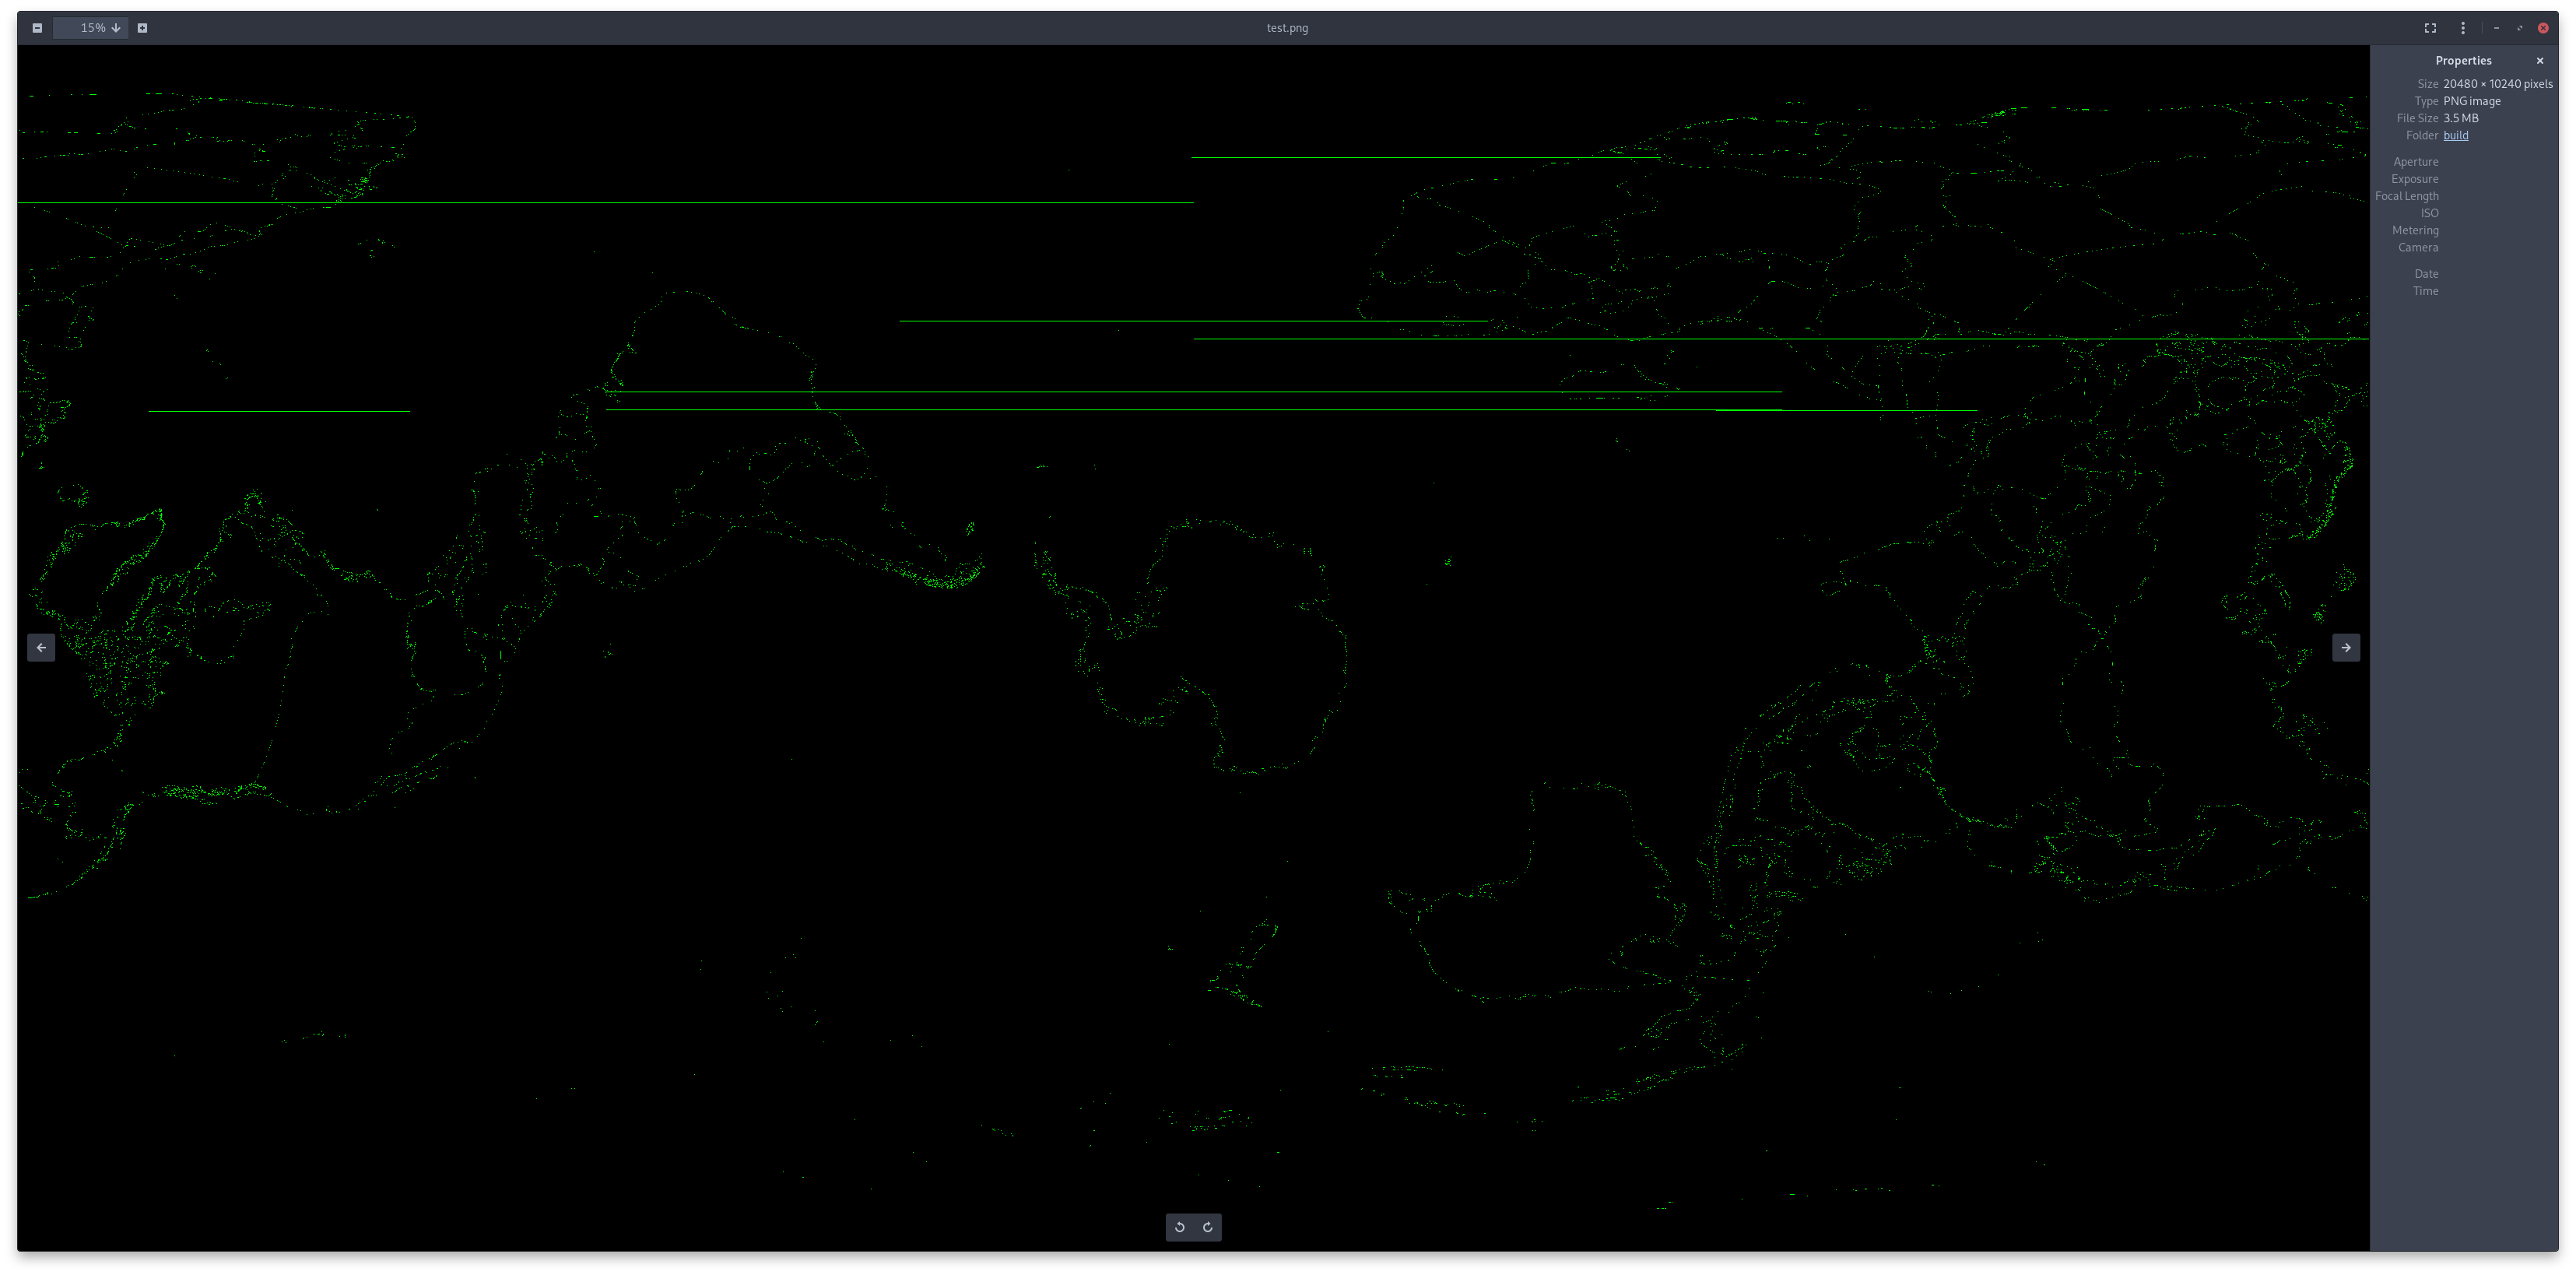 15%
test.png
Properties
Size 20480 × 10240 pixels
Type PNG image
File Size 3.5 MB
Folder build
Aperture
Exposure
Focal Length
ISO
Metering
Camera
Date
Time